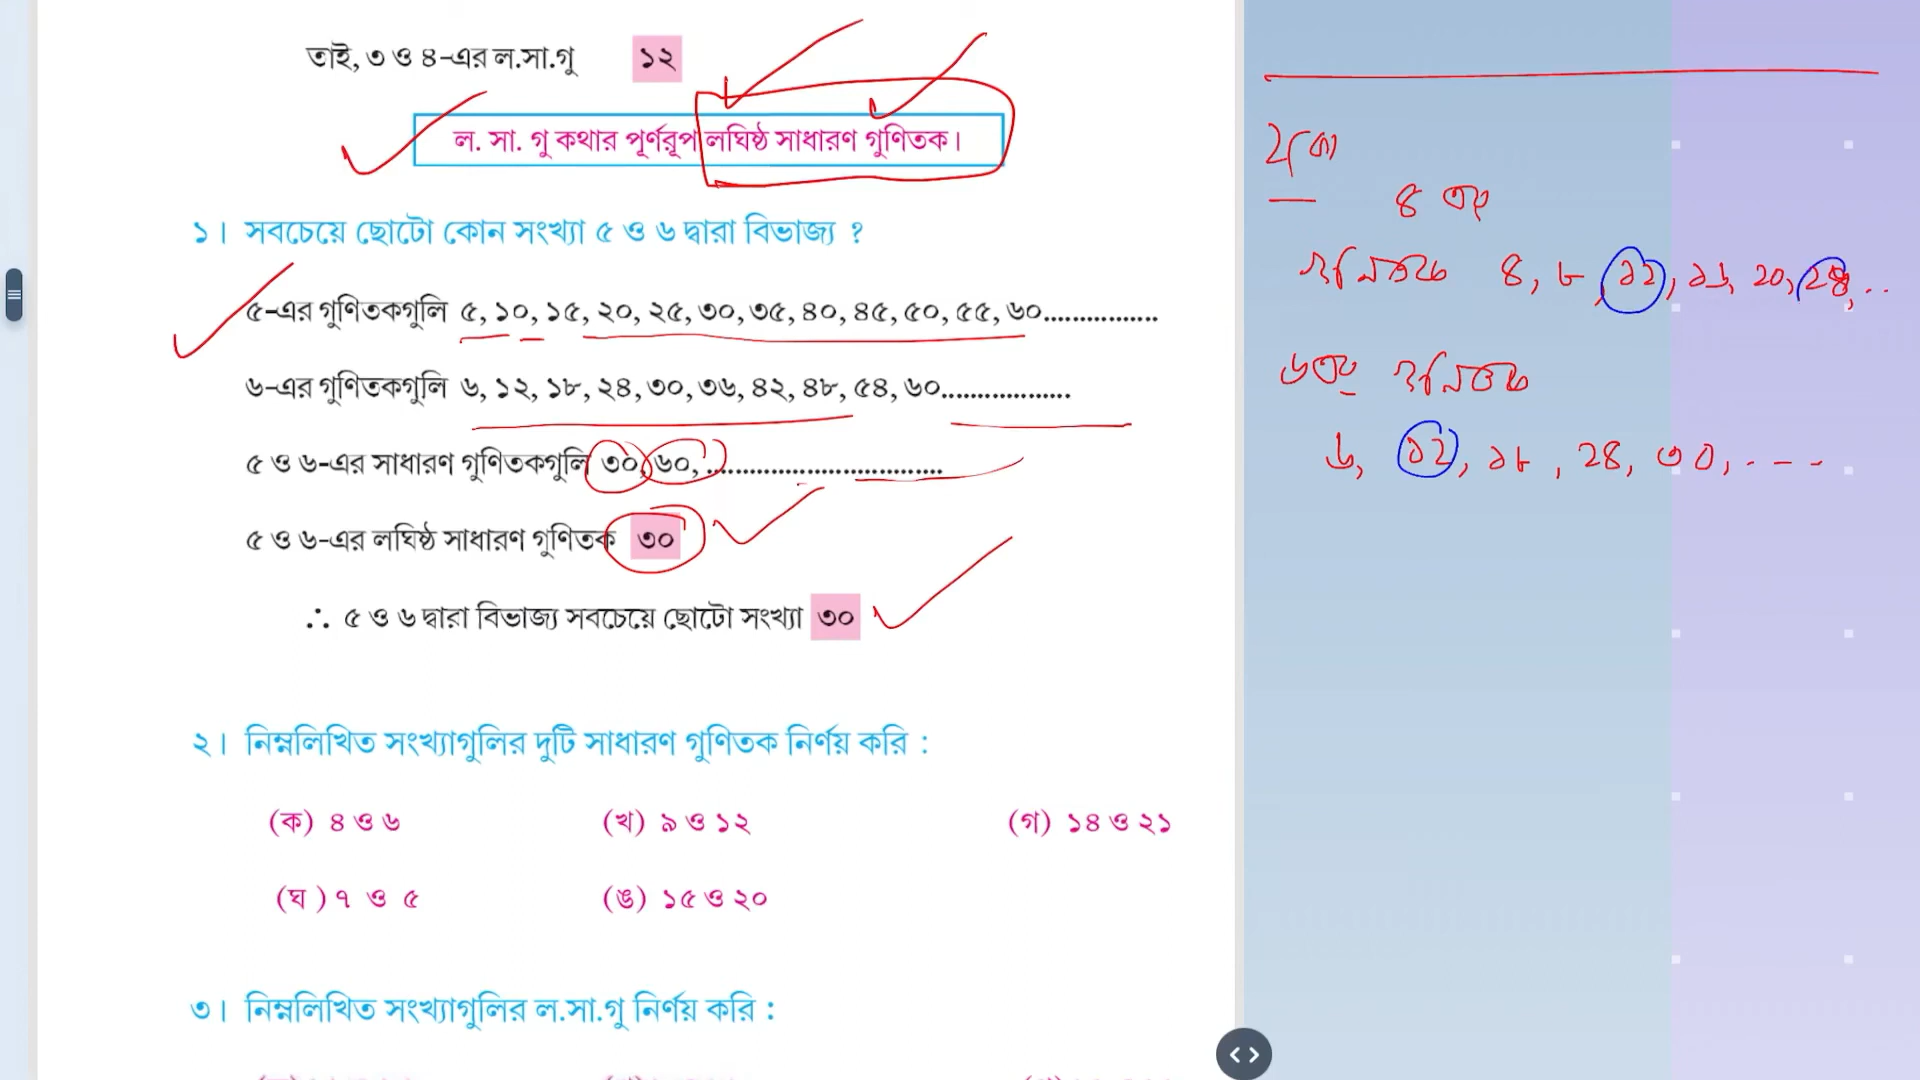 তাই, ৩ ও ৪-এর ল.সা.গু ১২
ল. সা. গু কথার পূর্ণরূপ লঘিষ্ঠ সাধারণ গুণিতক।
১। সবচেয়ে ছোটো কোন সংখ্যা ৫ ও ৬ দ্বারা বিভাজ্য ?
৫-এর গুণিতকগুলি ৫, ১০, ১৫, ২০, ২৫, ৩০, ৩৫, ৪০, ৪৫, ৫০, ৫৫, ৬০................
৬-এর গুণিতকগুলি ৬, ১২, ১৮, ২৪, ৩০, ৩৬, ৪২, ৪৮, ৫৪, ৬০..................
৫ ও ৬-এর সাধারণ গুণিতকগুলি ৩০, ৬০, .................................
৫ ও ৬-এর লঘিষ্ঠ সাধারণ গুণিতক ৩০
∴ ৫ ও ৬ দ্বারা বিভাজ্য সবচেয়ে ছোটো সংখ্যা ৩০
২। নিম্নলিখিত সংখ্যাগুলির দুটি সাধারণ গুণিতক নির্ণয় করি :
(ক) ৪ ও ৬ (খ) ৯ ও ১২ (গ) ১৪ ও ২১
(ঘ ) ৭ ও ৫ (ঙ) ১৫ ও ২০
৩। নিম্নলিখিত সংখ্যাগুলির ল.সা.গু নির্ণয় করি :
২(ক)
৪ এর
গুনিতক ৪, ৮, ১২, ১৬, ২০, ২৪, ..
৬এর গুনিতক
৬, ১২, ১৮, ২৪, ৩০, ---